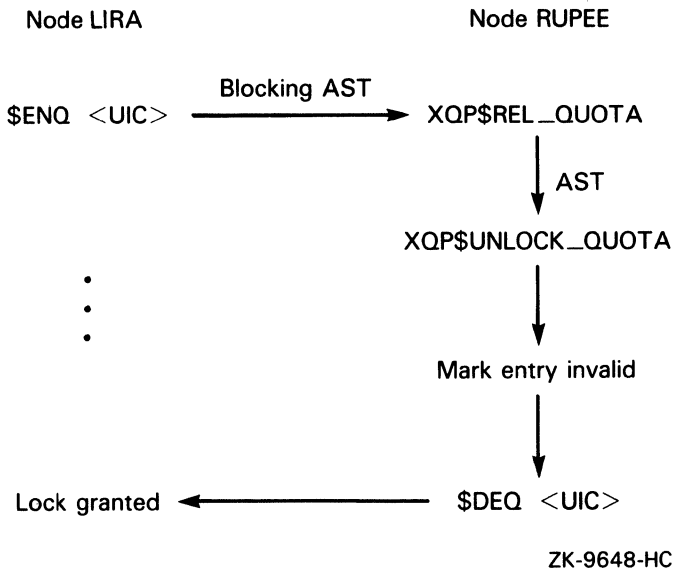 Node LIRA
Node RUPEE
Blocking AST
$ENQ <UIC>
XQP$REL_QUOTA
AST
XQP$UNLOCK_QUOTA
Mark entry invalid
Lock granted
$DEQ <UIC>
ZK-9648-HC